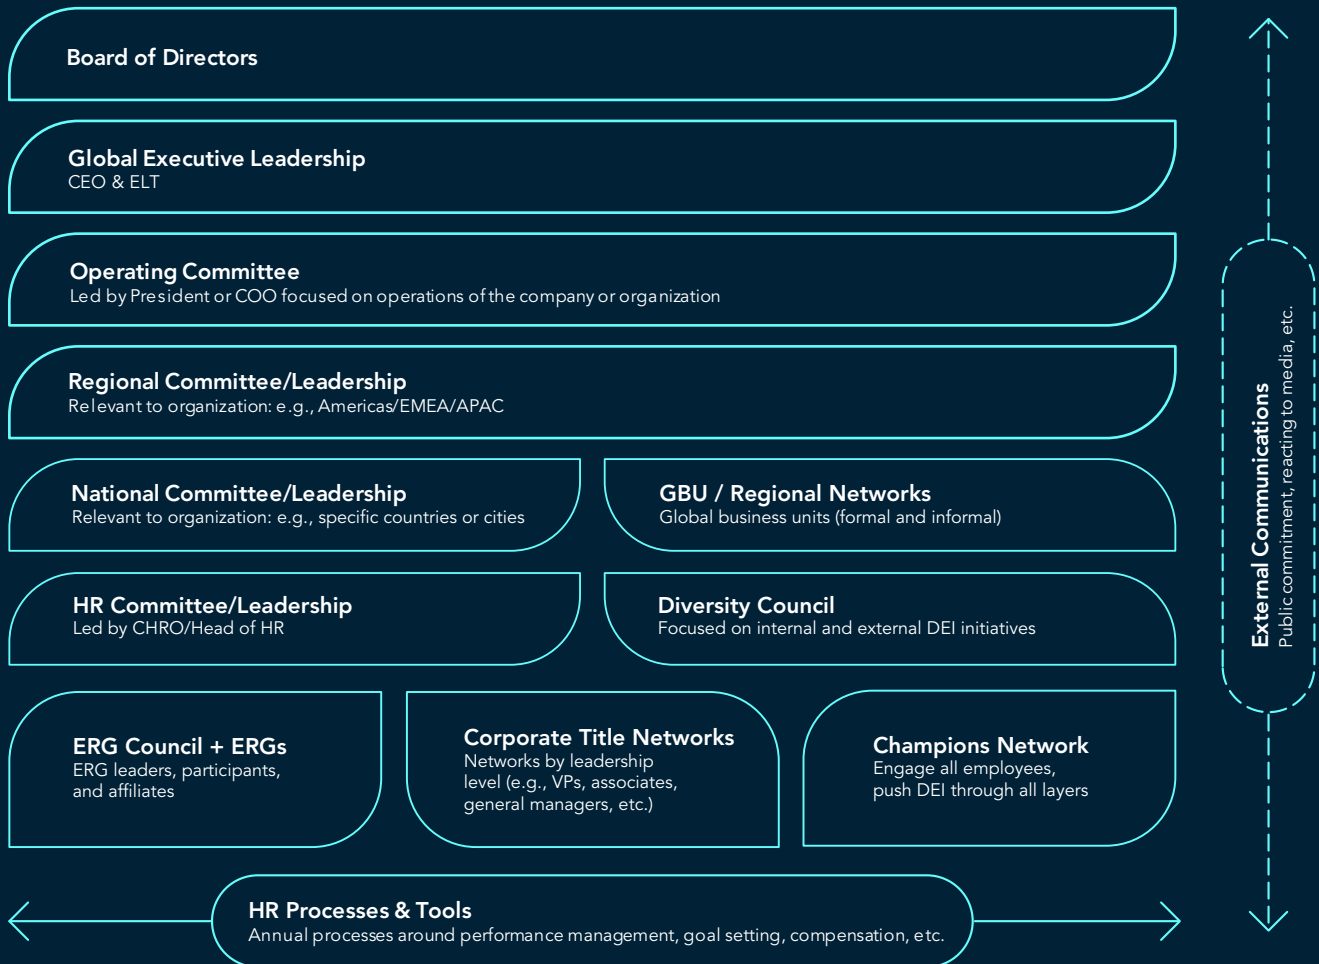 Board of Directors
Global Executive Leadership
CEO & ELT
Operating Committee
Led by President or COO focused on operations of the company or organization
Regional Committee/Leadership
Relevant to organization: e.g., Americas/EMEA/APAC
National Committee/Leadership
Relevant to organization: e.g., specific countries or cities
GBU / Regional Networks
Global business units (formal and informal)
HR Committee/Leadership
Led by CHRO/Head of HR
Diversity Council
Focused on internal and external DEI initiatives
ERG Council + ERGs
ERG leaders, participants,
and affiliates
Corporate Title Networks
Networks by leadership
level (e.g., VPs, associates,
general managers, etc.)
Champions Network
Engage all employees,
push DEI through all layers
HR Processes & Tools
Annual processes around performance management, goal setting, compensation, etc.
External Communications
Public commitment, reacting to media, etc.